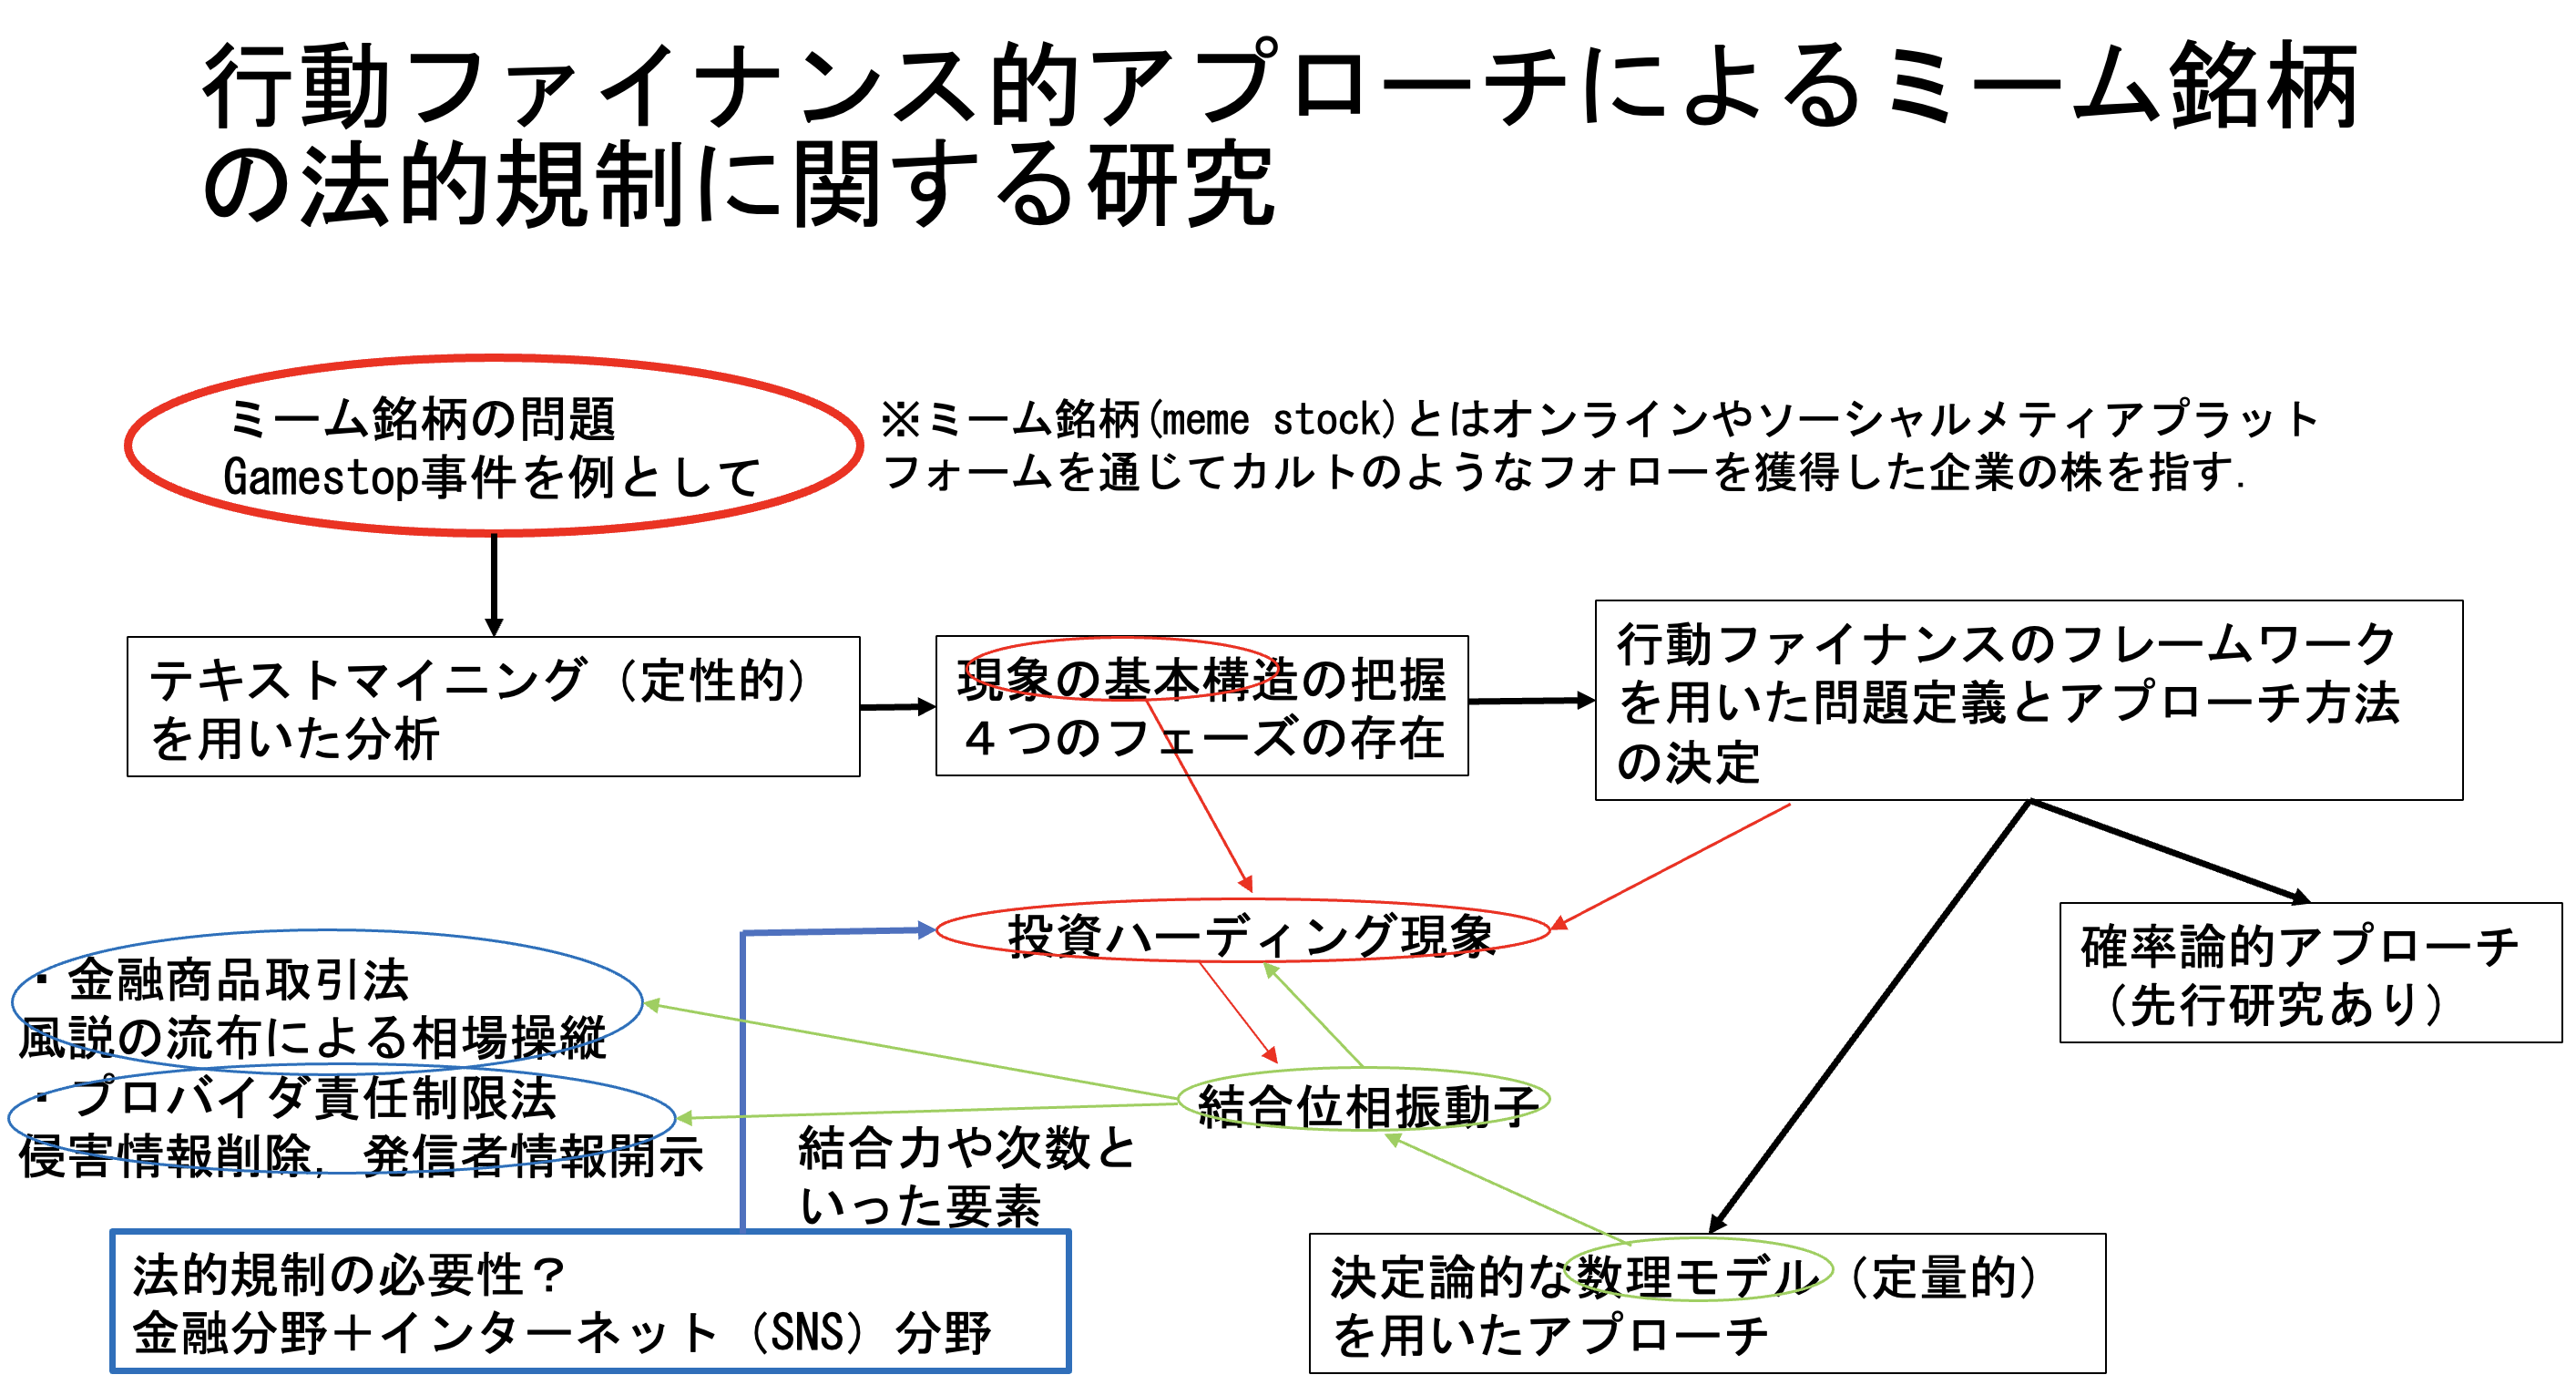 行動ファイナンス的アプローチによるミーム銘柄
の法的規制に関する研究
ミーム銘柄の問題
Gamestop事件を例として
※ミーム銘柄(meme stock)とはオンラインやソーシャルメティアプラット
フォームを通じてカルトのようなフォローを獲得した企業の株を指す.
テキストマイニング（定性的）
を用いた分析
現象の基本構造の把握
４つのフェーズの存在
行動ファイナンスのフレームワーク
を用いた問題定義とアプローチ方法
の決定
投資ハーディング現象
確率論的アプローチ
（先行研究あり）
・金融商品取引法
風説の流布による相場操縦
・プロバイダ責任制限法
侵害情報削除，発信者情報開示
結合位相振動子
結合力や次数と
いった要素
法的規制の必要性？
金融分野＋インターネット（SNS）分野
決定論的な数理モデル（定量的）
を用いたアプローチ